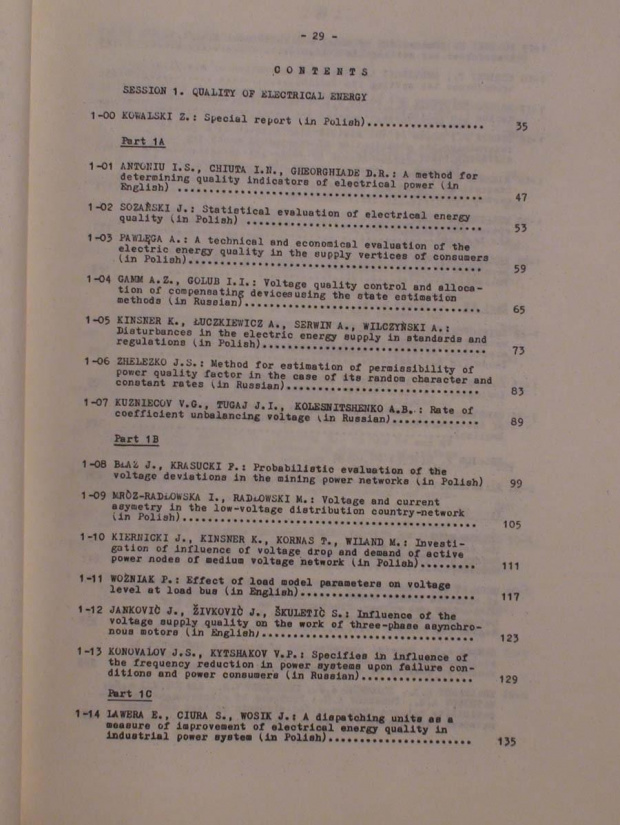 - 29 -
C O N T E N T S
SESSION 1. QUALITY OF ELECTRICAL ENERGY
1-00 KOWALSKI Z.: Special report (in Polish).................. 35
Part 1A
1-01 ANTONIU I.S., CHIUTA I.N., GHEORGHIADE D.R.: A method for
determining quality indicators of electrical power (in
English) .............................................. 47
1-02 SOZAŃSKI J.: Statistical evaluation of electrical energy
quality (in Polish) ................................... 53
1-03 PAWLĘGA A.: A technical and economical evaluation of the
electric energy quality in the supply vertices of consumers
(in Polish)............................................ 59
1-04 GAMM A.Z., GOLUB I.I.: Voltage quality control and alloca-
tion of compensating devicesusing the state estimation
methods (in Russian)................................... 65
1-05 KINSNER K., ŁUCZKIEWICZ A., SERWIN A., WILCZYŃSKI A.:
Disturbances in the electric energy supply in standards and
regulations (in Polish)................................ 73
1-06 ZHELEZKO J.S.: Method for estimation of permissibility of
power quality factor in the case of its random character and
constant rates (in Russian)............................ 83
1-07 KUZNIECOV V.G., TUGAJ J.I., KOLESNITSHENKO A.B.: Rate of
coefficient unbalancing voltage (in Russian).............. 89
Part 1B
1-08 BŁAŻ J., KRASUCKI F.: Probabilistic evaluation of the
voltage deviations in the mining power networks (in Polish) 99
1-09 MRÓZ-RADŁOWSKA I., RADŁOWSKI M.: Voltage and current
asymetry in the low-voltage distribution country-network
(in Polish)............................................ 105
1-10 KIERNICKI J., KINSNER K., KORNAS T., WILAND M.: Investi-
gation of influence of voltage drop and demand of active
power nodes of medium voltage network (in Polish)......... 111
1-11 WOŹNIAK P.: Effect of load model parameters on voltage
level at load bus (in English)......................... 117
1-12 JANKOVIČ J., ŽIVKOVIČ J., ŠKULETIČ S.: Influence of the
voltage supply quality on the work of three-phase asynchro-
nous motors (in English)............................... 123
1-13 KONOVALOV J.S., KYTSHAKOV V.P.: Specifies in influence of
the frequency reduction in power systems upon failure con-
ditions and power consumers (in Russian)................. 129
Part 1C
1-14 LAWERA E., CIURA S., WOSIK J.: A dispatching units as a
measure of improvement of electrical energy quality in
industrial power system (in Polish)...................... 135